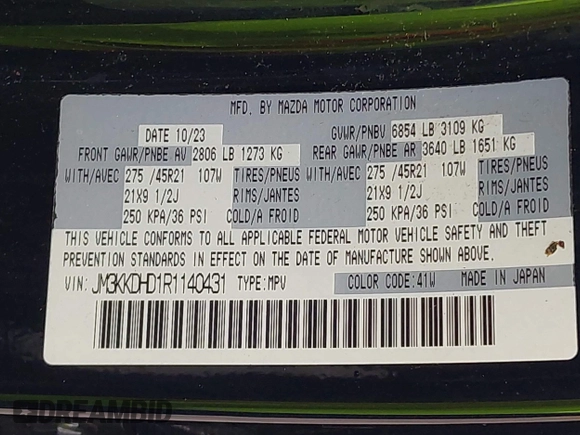 MFD. BY MAZDA MOTOR CORPORATION
DATE 10/23 GVWR/PNBV 6854 LB 3109 KG
FRONT GAWR/PNBE AV 2806 LB 1273 KG REAR GAWR/PNBE AR 3640 LB 1651 KG
WITH/AVEC 275 /45R21 107W TIRES/PNEUS WITH/AVEC 275 /45R21 107W TIRES/PNEUS
21X9 1/2J RIMS/JANTES 21X9 1/2J RIMS/JANTES
250 KPA/36 PSI COLD/A FROID 250 KPA/36 PSI COLD/A FROID
THIS VEHICLE CONFORMS TO ALL APPLICABLE FEDERAL MOTOR VEHICLE SAFETY AND THEFT
PREVENTION STANDARDS IN EFFECT ON THE DATE OF MANUFACTURE SHOWN ABOVE.
VIN: JM3KKDHD1R1140431 TYPE: MPV COLOR CODE: 41W MADE IN JAPAN
DREAMBID